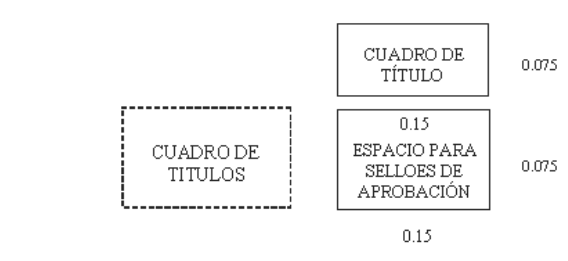 CUADRO DE
TÍTULO
0.075
CUADRO DE
TITULOS
0.15
ESPACIO PARA
SELLOES DE
APROBACIÓN
0.075
0.15